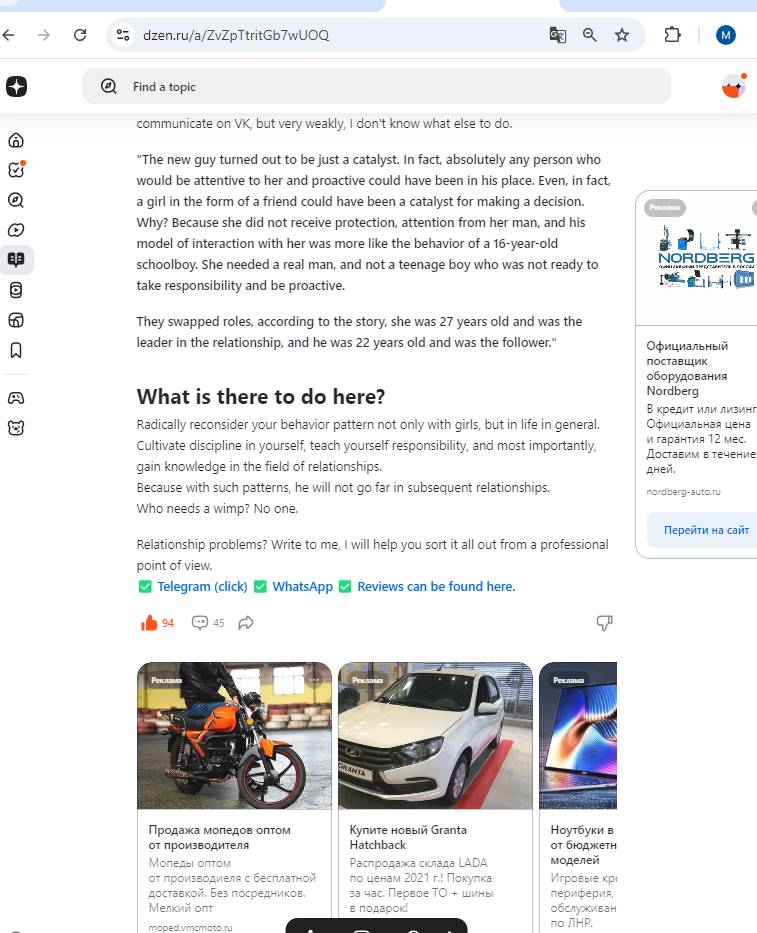 dzen.ru/a/ZvZpTtritGb7wUOQ
M
Find a topic
communicate on VK, but very weakly, I don't know what else to do.
"The new guy turned out to be just a catalyst. In fact, absolutely any person who
would be attentive to her and proactive could have been in his place. Even, in fact,
a girl in the form of a friend could have been a catalyst for making a decision.
Why? Because she did not receive protection, attention from her man, and his
model of interaction with her was more like the behavior of a 16-year-old
schoolboy. She needed a real man, and not a teenage boy who was not ready to
take responsibility and be proactive.
They swapped roles, according to the story, she was 27 years old and was the
leader in the relationship, and he was 22 years old and was the follower."
What is there to do here?
Radically reconsider your behavior pattern not only with girls, but in life in general.
Cultivate discipline in yourself, teach yourself responsibility, and most importantly,
gain knowledge in the field of relationships.
Because with such patterns, he will not go far in subsequent relationships.
Who needs a wimp? No one.
Relationship problems? Write to me, I will help you sort it all out from a professional
point of view.
✅ Telegram (click) ✅ WhatsApp ✅ Reviews can be found here.
94 45
Реклама
NORDBERG
ОФИЦИАЛЬНЫЙ ПРЕДСТАВИТЕЛЬ В РОССИИ
Официальный
поставщик
оборудования
Nordberg
В кредит или лизинг
Официальная цена
и гарантия 12 мес.
Доставим в течение
дней.
nordberg-auto.ru
Перейти на сайт
Реклама
Продажа мопедов оптом
от производителя
Мопеды оптом
от производиеля с бесплатной
доставкой. Без посредников.
Мелкий опт
moped.vmcmoto.ru
Реклама
GRANTA
Купите новый Granta
Hatchback
Распродажа склада LADA
по ценам 2021 г.! Покупка
за час. Первое ТО + шины
в подарок!
Реклама
Ноутбуки в
от бюджетн
моделей
Игровые кре
периферия,
обслуживан
по ЛНР.